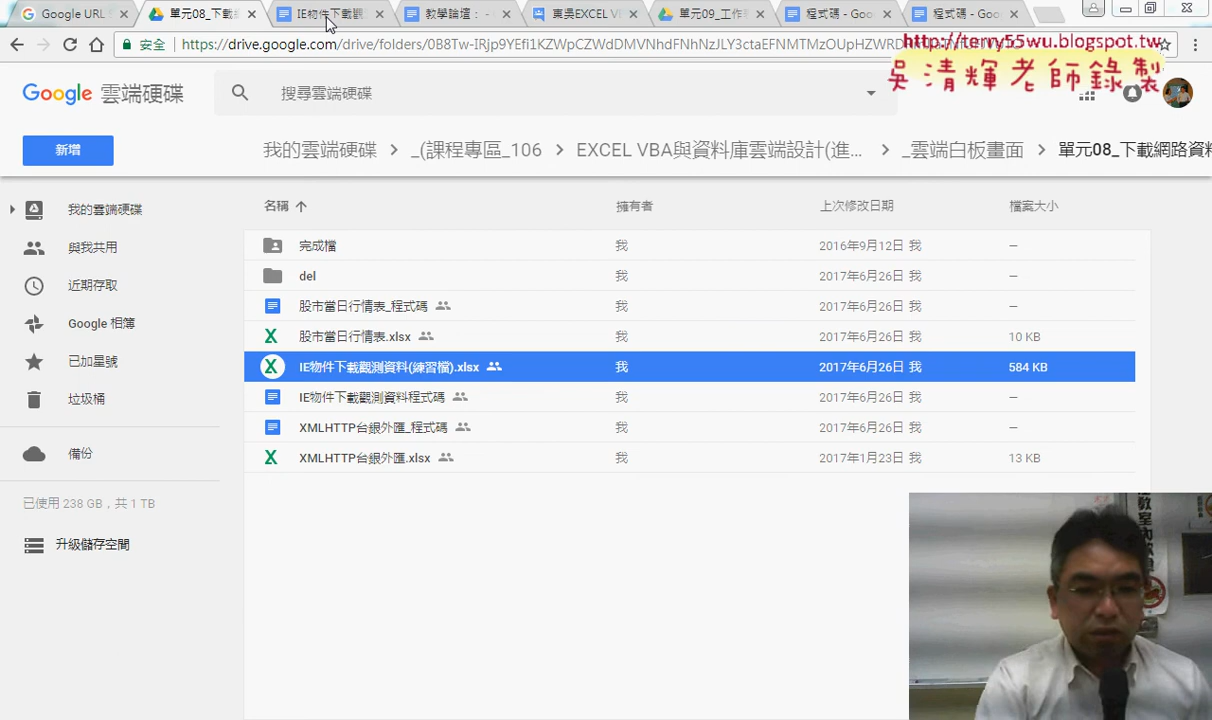 Google URL
單元08_下載
IE物件下載觀
教學論壇：-
東吳EXCEL V
單元09_工作
程式碼 - Goo
程式碼 - Goo
安全
https://drive.google.com/drive/folders/0B8Tw-IRjp9YEfi1KZWpCZWdDMVNhdFNhNzJLY3ctaEFNMTMzOUpHZWRD
http://terry55wu.blogspot.tw
吳清輝老師錄製
Google 雲端硬碟
搜尋雲端硬碟
新增
我的雲端硬碟 > _(課程專區_106 > EXCEL VBA與資料庫雲端設計(進... > _雲端白板畫面 > 單元08_下載網路資料
我的雲端硬碟
與我共用
近期存取
Google 相簿
已加星號
垃圾桶
備份
已使用 238 GB，共 1 TB
升級儲存空間
名稱 擁有者 上次修改日期 檔案大小
完成檔 我 2016年9月12日 我 –
del 我 2017年6月26日 我 –
股市當日行情表_程式碼 我 2017年6月26日 我 –
股市當日行情表.xlsx 我 2017年6月26日 我 10 KB
IE物件下載觀測資料(練習檔).xlsx 我 2017年6月26日 我 584 KB
IE物件下載觀測資料程式碼 我 2017年6月26日 我 –
XMLHTTP台銀外匯_程式碼 我 2017年6月26日 我 –
XMLHTTP台銀外匯.xlsx 我 2017年1月23日 我 13 KB